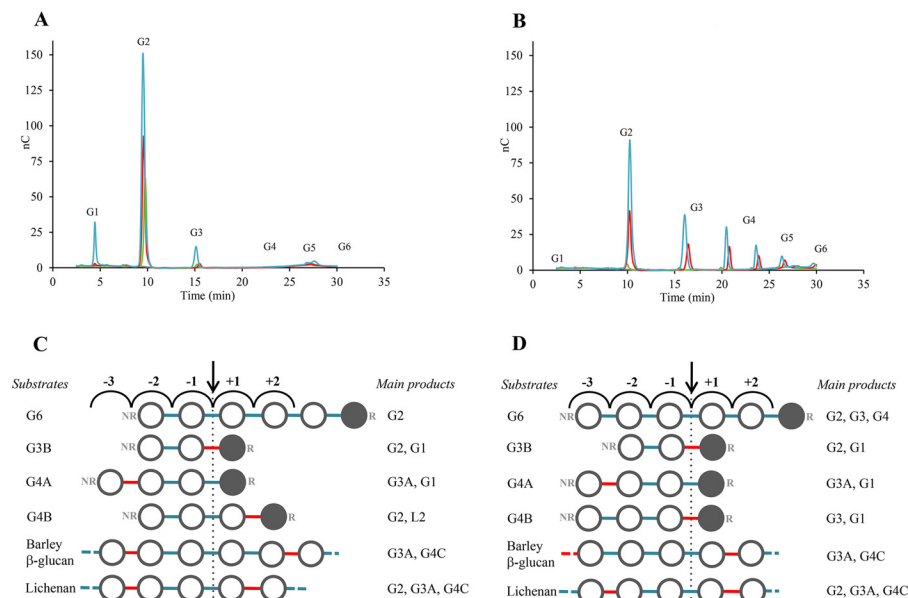 A
G2
150
125
100
nC
75
50
G1
25
G3
G4
G5
G6
0
0 5 10 15 20 25 30 35
Time (min)
B
150
125
100
nC
G2
75
50
G3
G4
25
G5
G6
G1
0
0 5 10 15 20 25 30 35
Time (min)
C
Substrates -3 -2 -1 +1 +2 Main products
G6 NR R G2
G3B NR R G2, G1
G4A NR R G3A, G1
G4B NR R G2, L2
Barley
β-glucan G3A, G4C
Lichenan G2, G3A, G4C
D
Substrates -3 -2 -1 +1 +2 Main products
G6 NR R G2, G3, G4
G3B NR R G2, G1
G4A NR R G3A, G1
G4B NR R G3, G1
Barley
β-glucan G3A, G4C
Lichenan G2, G3A, G4C